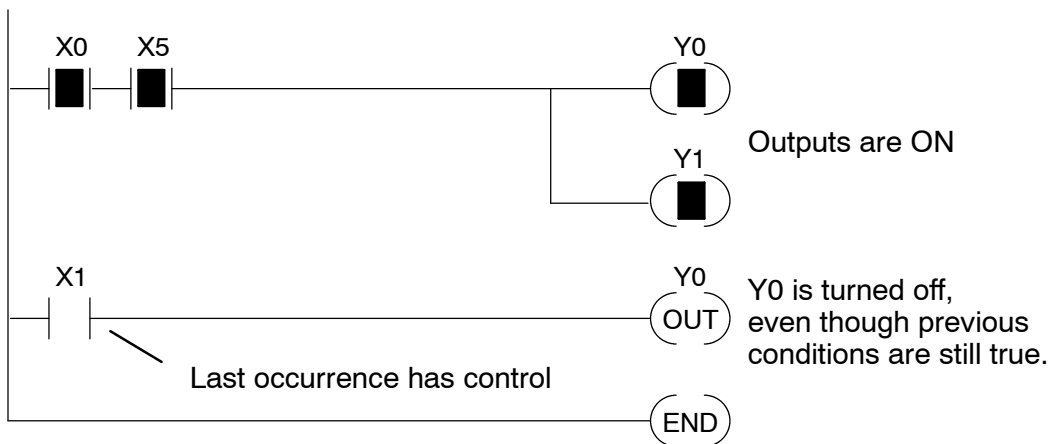 X0 X5 Y0
Outputs are ON
Y1
X1 Y0
OUT
Y0 is turned off,
even though previous
conditions are still true.
Last occurrence has control
END